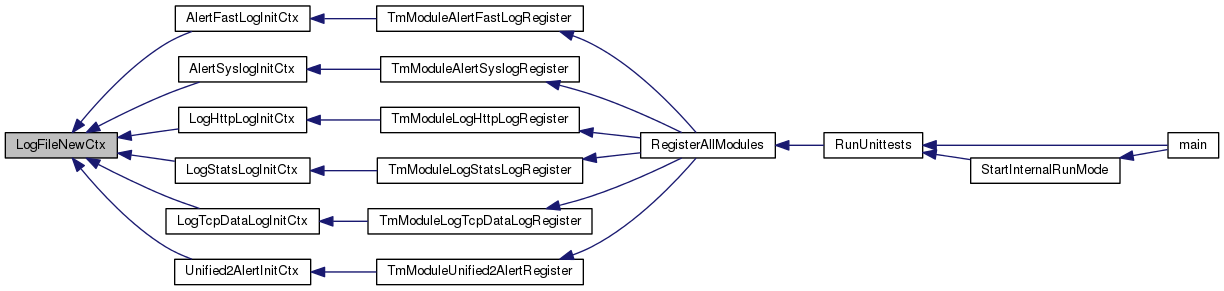 AlertFastLogInitCtx
TmModuleAlertFastLogRegister
AlertSyslogInitCtx
TmModuleAlertSyslogRegister
LogHttpLogInitCtx
TmModuleLogHttpLogRegister
LogFileNewCtx
RegisterAllModules
RunUnittests
main
LogStatsLogInitCtx
TmModuleLogStatsLogRegister
StartInternalRunMode
LogTcpDataLogInitCtx
TmModuleLogTcpDataLogRegister
Unified2AlertInitCtx
TmModuleUnified2AlertRegister